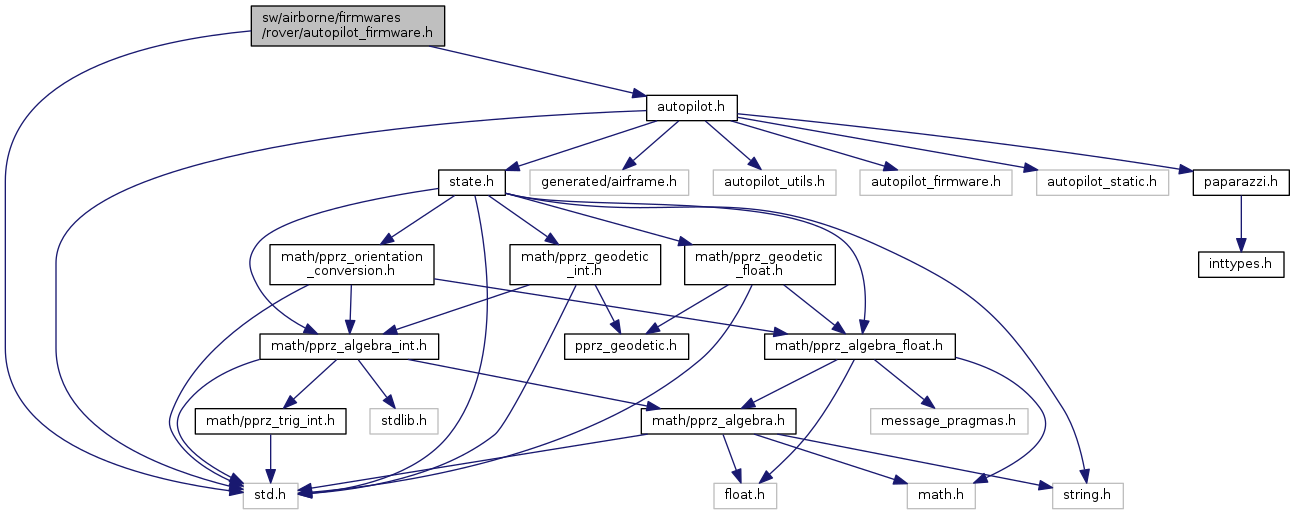 sw/airborne/firmwares
/rover/autopilot_firmware.h
autopilot.h
state.h
generated/airframe.h
autopilot_utils.h
autopilot_firmware.h
autopilot_static.h
paparazzi.h
math/pprz_orientation
_conversion.h
math/pprz_geodetic
_int.h
math/pprz_geodetic
_float.h
inttypes.h
math/pprz_algebra_int.h
pprz_geodetic.h
math/pprz_algebra_float.h
math/pprz_trig_int.h
stdlib.h
math/pprz_algebra.h
message_pragmas.h
std.h
float.h
math.h
string.h